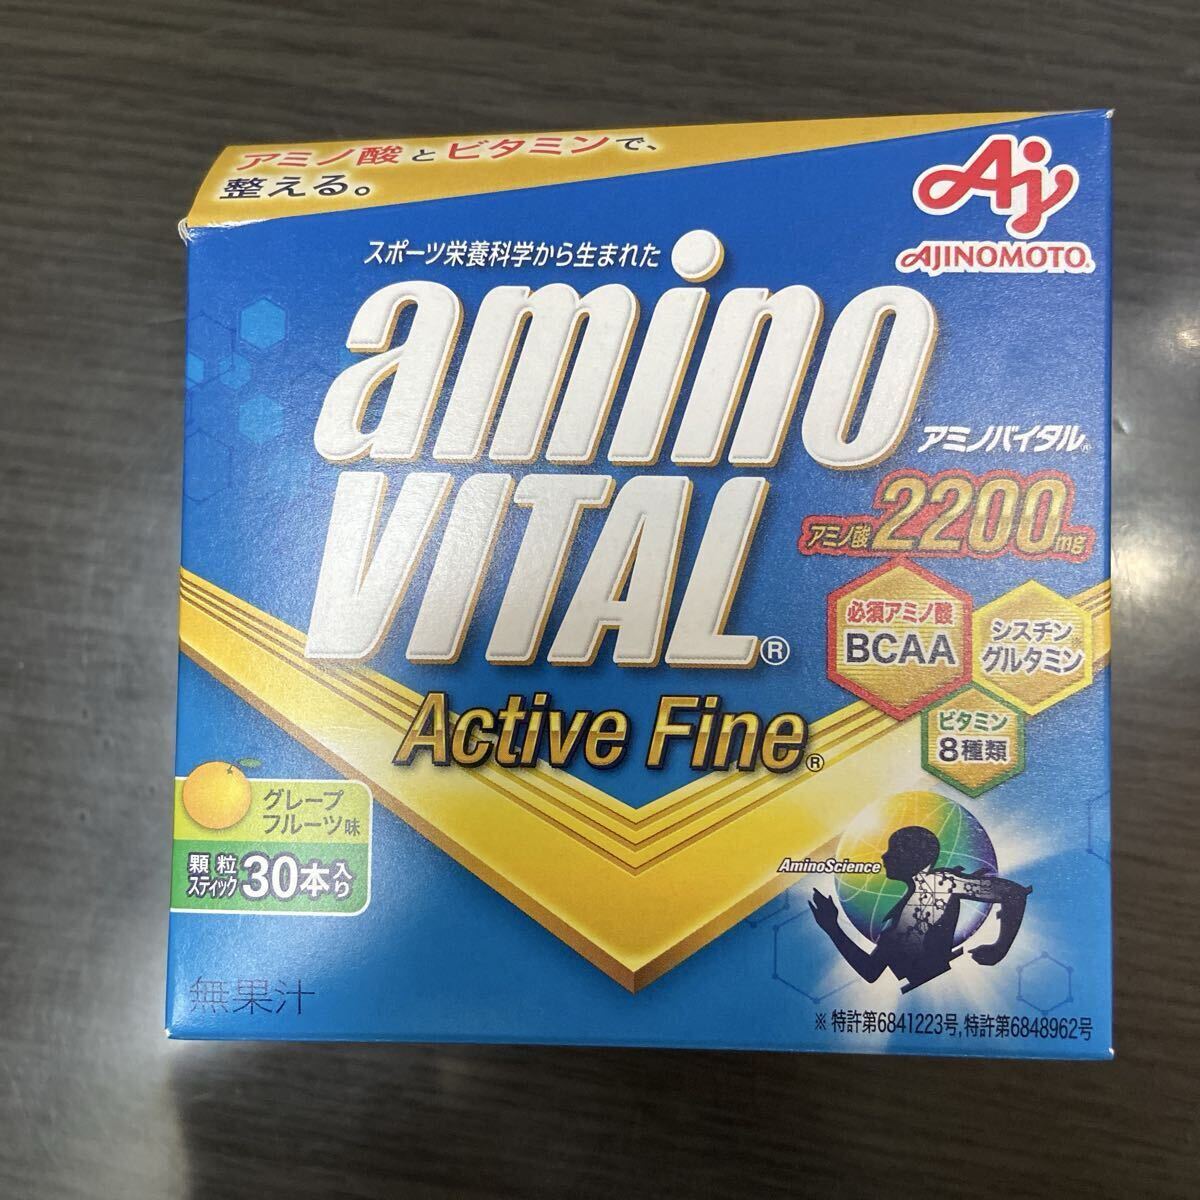 アミノ酸とビタミンで、
整える。
Aj
AJINOMOTO®
スポーツ栄養科学から生まれた
amino
VITAL®
アミノバイタル®
アミノ酸2200mg
必須アミノ酸
BCAA
シスチン
グルタミン
ビタミン
8種類
Active Fine®
グレープ
フルーツ味
顆粒
スティック
30本入り
AminoScience
無果汁
※特許第6841223号,特許第6848962号